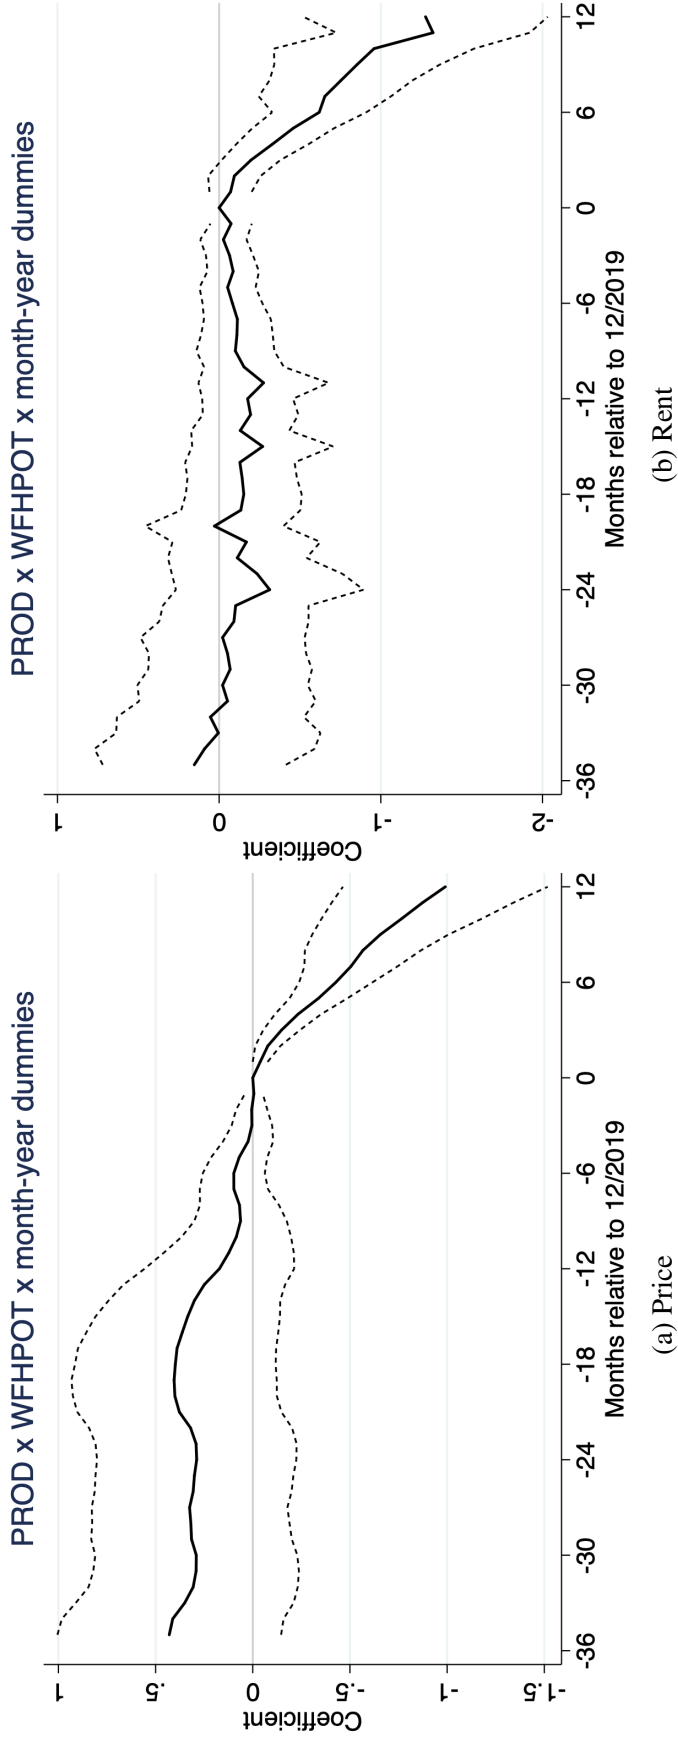 PROD x WFHPOT x month-year dummies
1
.5
0
-.5
-1
-1.5
Coefficient
-36 -30 -24 -18 -12 -6 0 6 12
Months relative to 12/2019
(a) Price
PROD x WFHPOT x month-year dummies
1
0
-1
-2
Coefficient
-36 -30 -24 -18 -12 -6 0 6 12
Months relative to 12/2019
(b) Rent